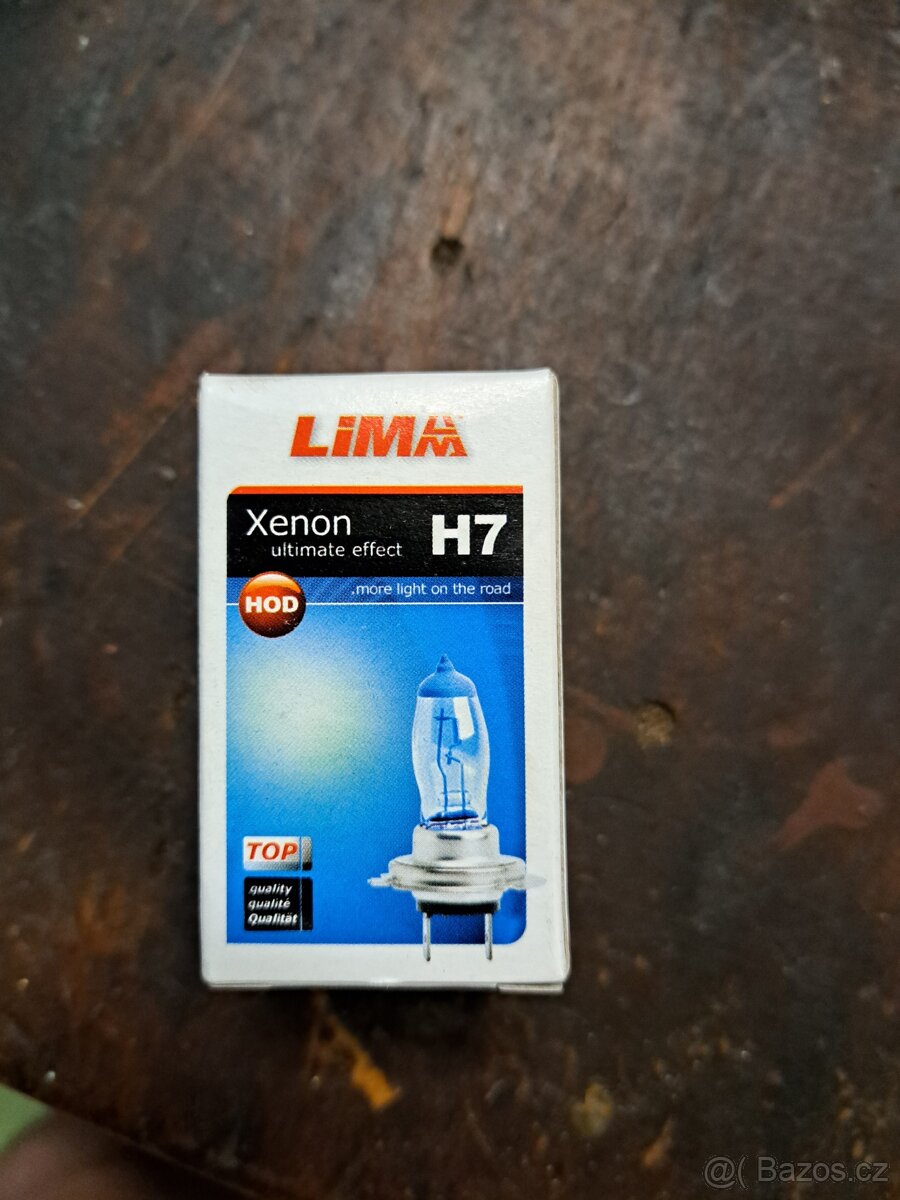 LiMA
Xenon
ultimate effect
H7
HOD
.more light on the road
TOP
quality
qualité
Qualität
@( Bazos.cz